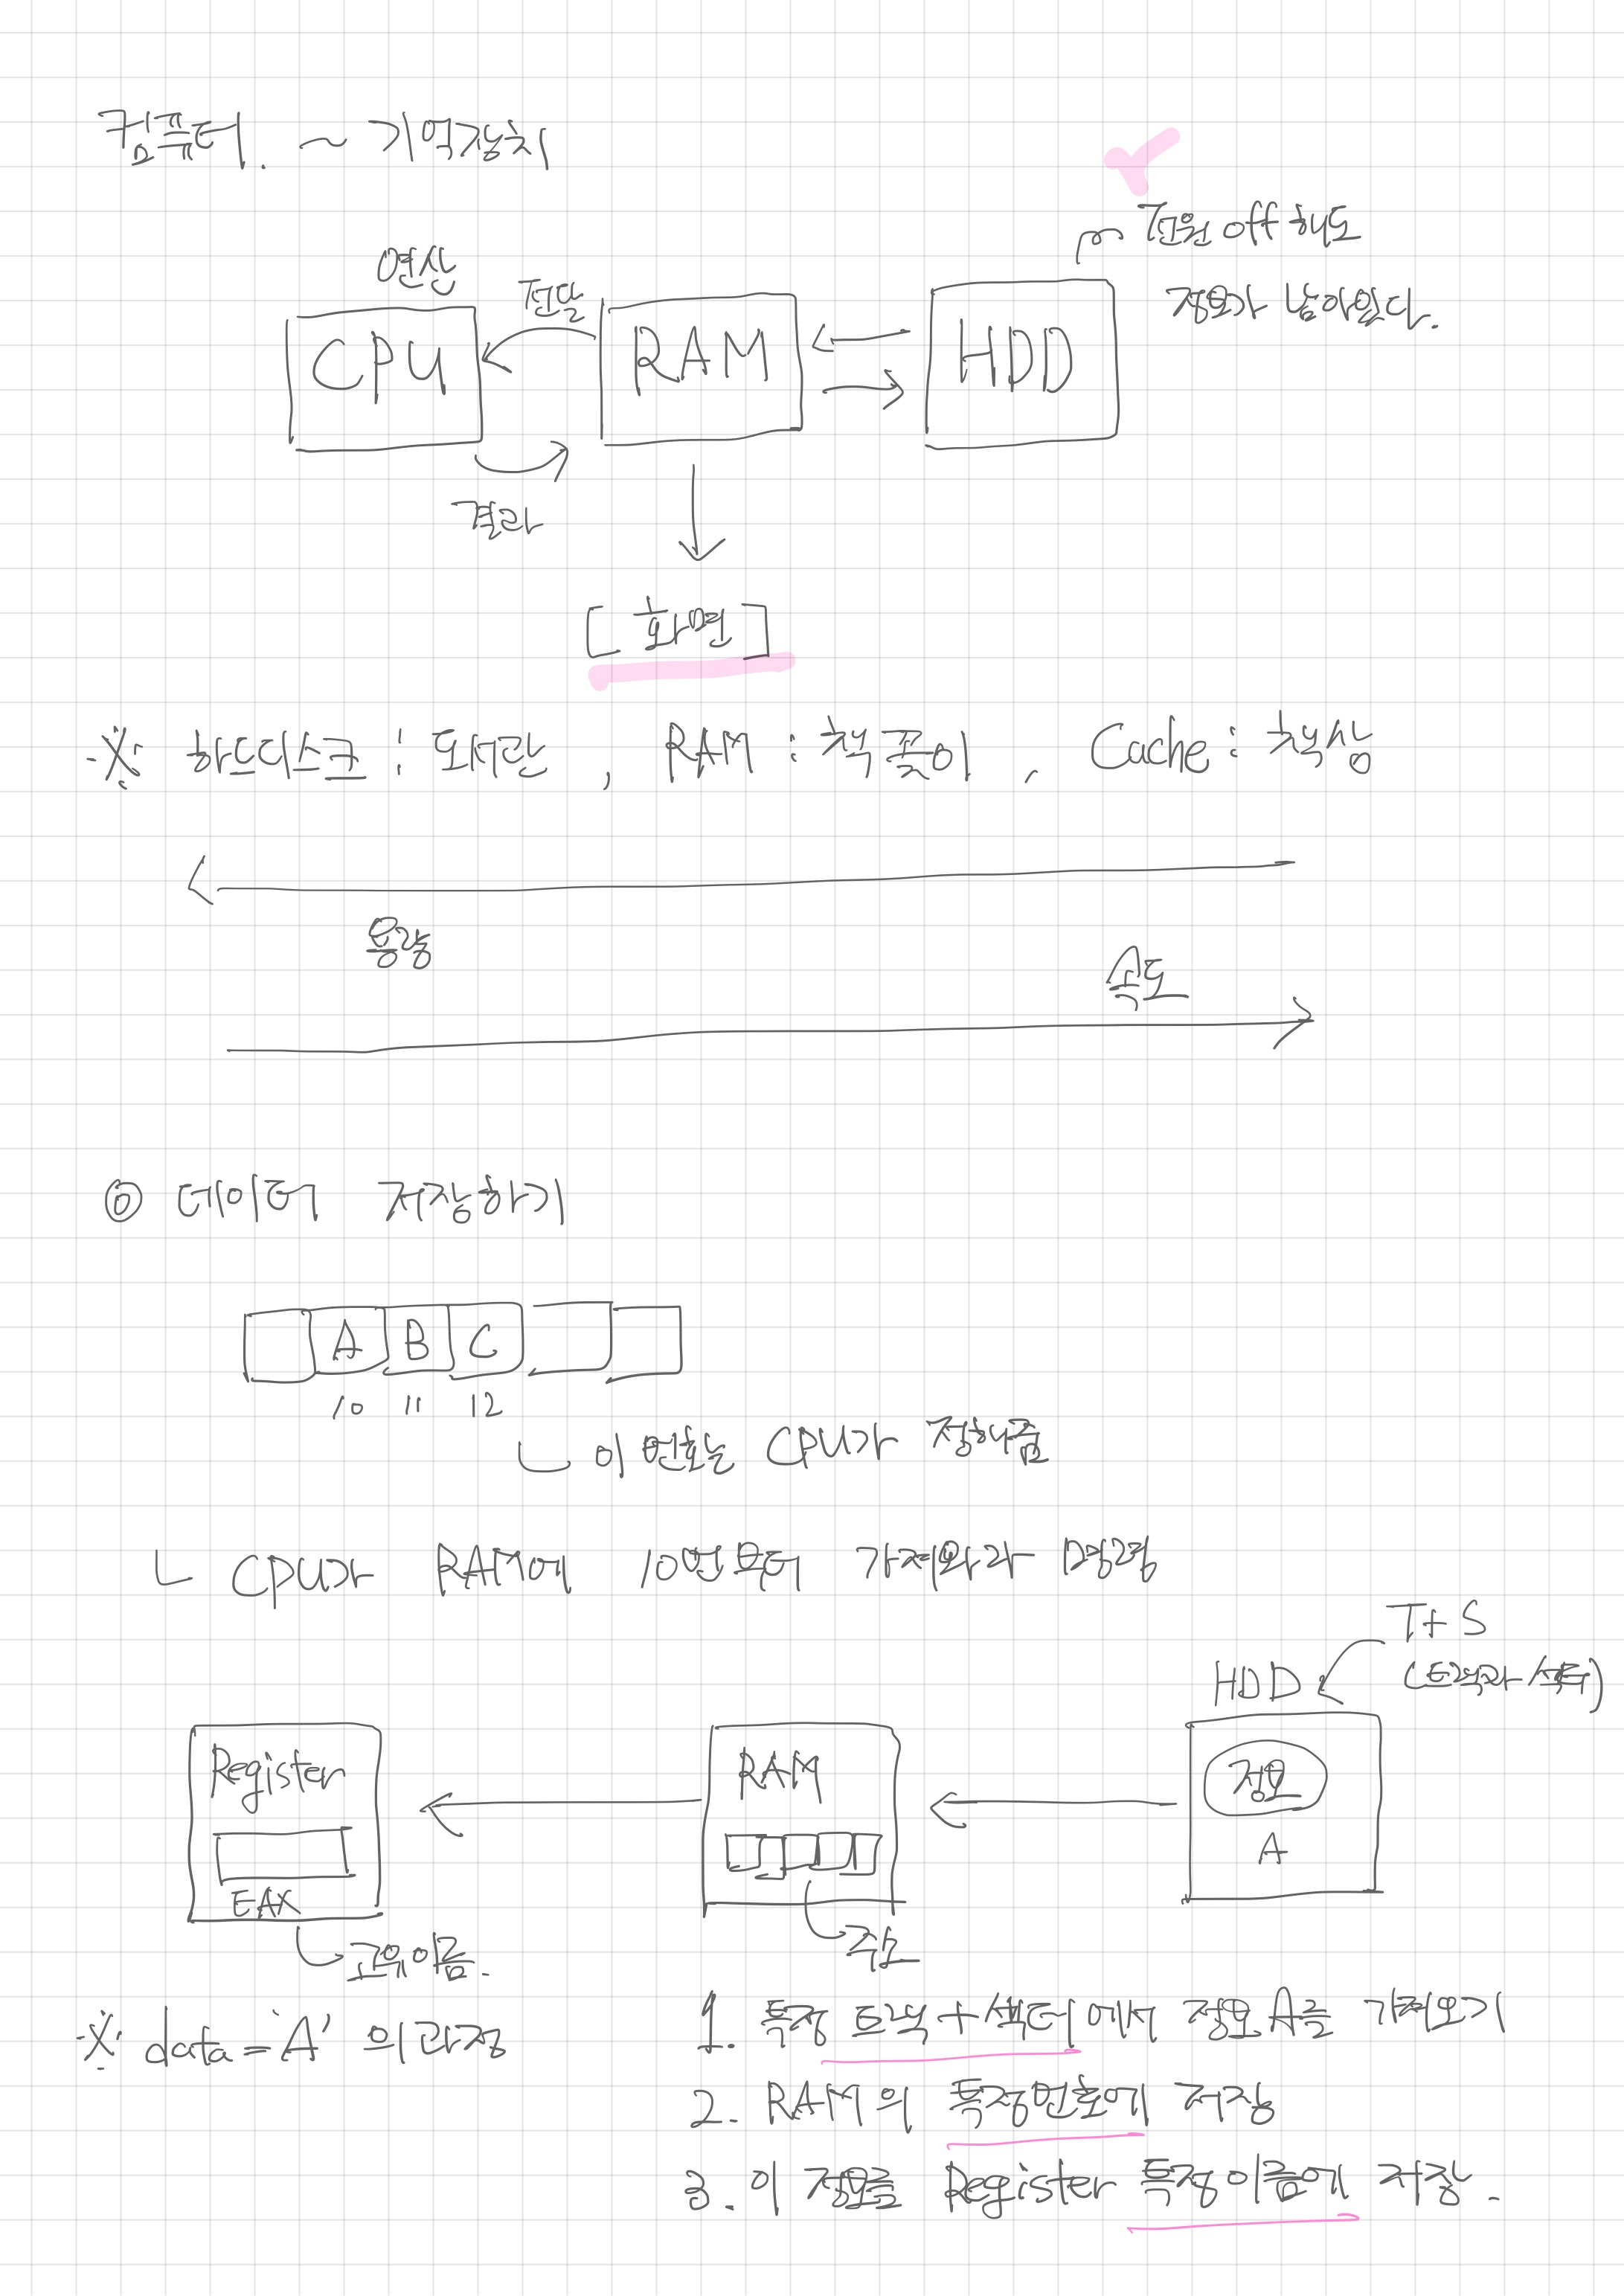 컴퓨터. ~ 기억장치
전원 off 해도
정보가 남아있다.
연산
전달
CPU
RAM
HDD
결과
[ 화면 ]
※ 하드디스크 : 도서관 , RAM : 책꽂이 , Cache : 책상
용량
속도
◎ 데이터 저장하기
A B C
10 11 12
이 번호는 CPU가 정해줌
CPU가 RAM에 10번부터 가져와라 명령
T+S
(트랙과 섹터)
HDD
Register
RAM
정보
A
EAX
고유이름.
주소
※ data = 'A' 의 과정
1. 특정 트랙+섹터에서 정보 A를 가져오기
2. RAM의 특정번호에 저장
3. 이 정보를 Register 특정이름에 저장.